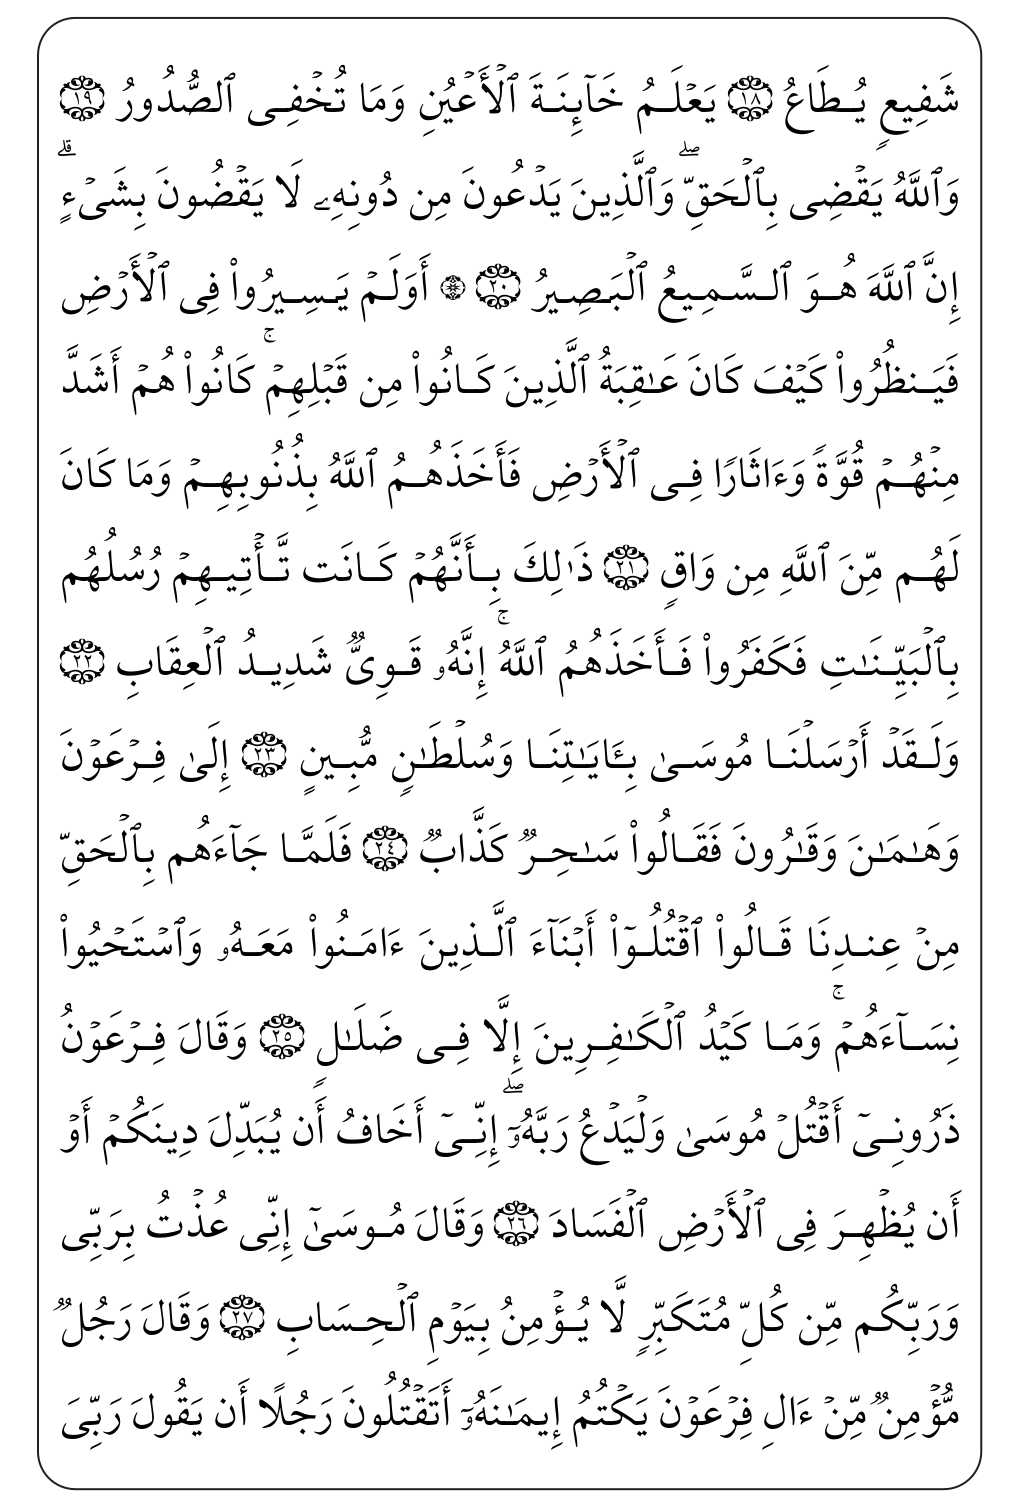 شَفِيعٖ يُطَاعُ ١٨ يَعۡلَمُ خَآئِنَةَ ٱلۡأَعۡيُنِ وَمَا تُخۡفِي ٱلصُّدُورُ ١٩
وَٱللَّهُ يَقۡضِي بِٱلۡحَقِّۖ وَٱلَّذِينَ يَدۡعُونَ مِن دُونِهِۦ لَا يَقۡضُونَ بِشَيۡءٍۗ
إِنَّ ٱللَّهَ هُوَ ٱلسَّمِيعُ ٱلۡبَصِيرُ ٢٠ ۞ أَوَلَمۡ يَسِيرُواْ فِي ٱلۡأَرۡضِ
فَيَنظُرُواْ كَيۡفَ كَانَ عَٰقِبَةُ ٱلَّذِينَ كَانُواْ مِن قَبۡلِهِمۡۚ كَانُواْ هُمۡ أَشَدَّ
مِنۡهُمۡ قُوَّةٗ وَءَاثَارٗا فِي ٱلۡأَرۡضِ فَأَخَذَهُمُ ٱللَّهُ بِذُنُوبِهِمۡ وَمَا كَانَ
لَهُم مِّنَ ٱللَّهِ مِن وَاقٖ ٢١ ذَٰلِكَ بِأَنَّهُمۡ كَانَت تَّأۡتِيهِمۡ رُسُلُهُم
بِٱلۡبَيِّنَٰتِ فَكَفَرُواْ فَأَخَذَهُمُ ٱللَّهُۚ إِنَّهُۥ قَوِيّٞ شَدِيدُ ٱلۡعِقَابِ ٢٢
وَلَقَدۡ أَرۡسَلۡنَا مُوسَىٰ بِـَٔايَٰتِنَا وَسُلۡطَٰنٖ مُّبِينٍ ٢٣ إِلَىٰ فِرۡعَوۡنَ
وَهَٰمَٰنَ وَقَٰرُونَ فَقَالُواْ سَٰحِرٞ كَذَّابٞ ٢٤ فَلَمَّا جَآءَهُم بِٱلۡحَقِّ
مِنۡ عِندِنَا قَالُواْ ٱقۡتُلُوٓاْ أَبۡنَآءَ ٱلَّذِينَ ءَامَنُواْ مَعَهُۥ وَٱسۡتَحۡيُواْ
نِسَآءَهُمۡۚ وَمَا كَيۡدُ ٱلۡكَٰفِرِينَ إِلَّا فِي ضَلَٰلٖ ٢٥ وَقَالَ فِرۡعَوۡنُ
ذَرُونِيٓ أَقۡتُلۡ مُوسَىٰ وَلۡيَدۡعُ رَبَّهُۥٓۖ إِنِّيٓ أَخَافُ أَن يُبَدِّلَ دِينَكُمۡ أَوۡ
أَن يُظۡهِرَ فِي ٱلۡأَرۡضِ ٱلۡفَسَادَ ٢٦ وَقَالَ مُوسَىٰٓ إِنِّي عُذۡتُ بِرَبِّي
وَرَبِّكُم مِّن كُلِّ مُتَكَبِّرٖ لَّا يُؤۡمِنُ بِيَوۡمِ ٱلۡحِسَابِ ٢٧ وَقَالَ رَجُلٞ
مُّؤۡمِنٞ مِّنۡ ءَالِ فِرۡعَوۡنَ يَكۡتُمُ إِيمَٰنَهُۥٓ أَتَقۡتُلُونَ رَجُلًا أَن يَقُولَ رَبِّيَ